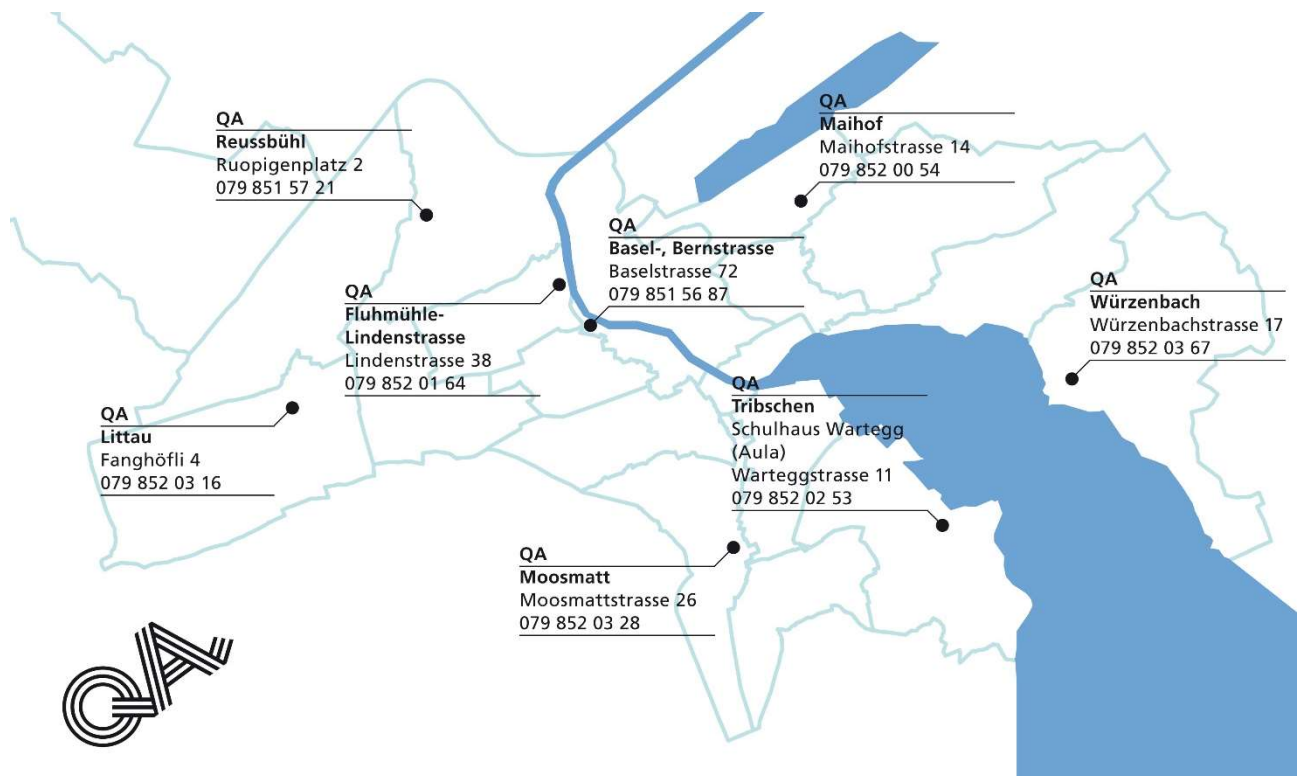 QA
Reussbühl
Ruopigenplatz 2
079 851 57 21
QA
Maihof
Maihofstrasse 14
079 852 00 54
QA
Basel-, Bernstrasse
Baselstrasse 72
079 851 56 87
QA
Fluhmühle-
Lindenstrasse
Lindenstrasse 38
079 852 01 64
QA
Würzenbach
Würzenbachstrasse 17
079 852 03 67
QA
Littau
Fanghöfli 4
079 852 03 16
QA
Tribschen
Schulhaus Wartegg
(Aula)
Warteggstrasse 11
079 852 02 53
QA
Moosmatt
Moosmattstrasse 26
079 852 03 28
QA